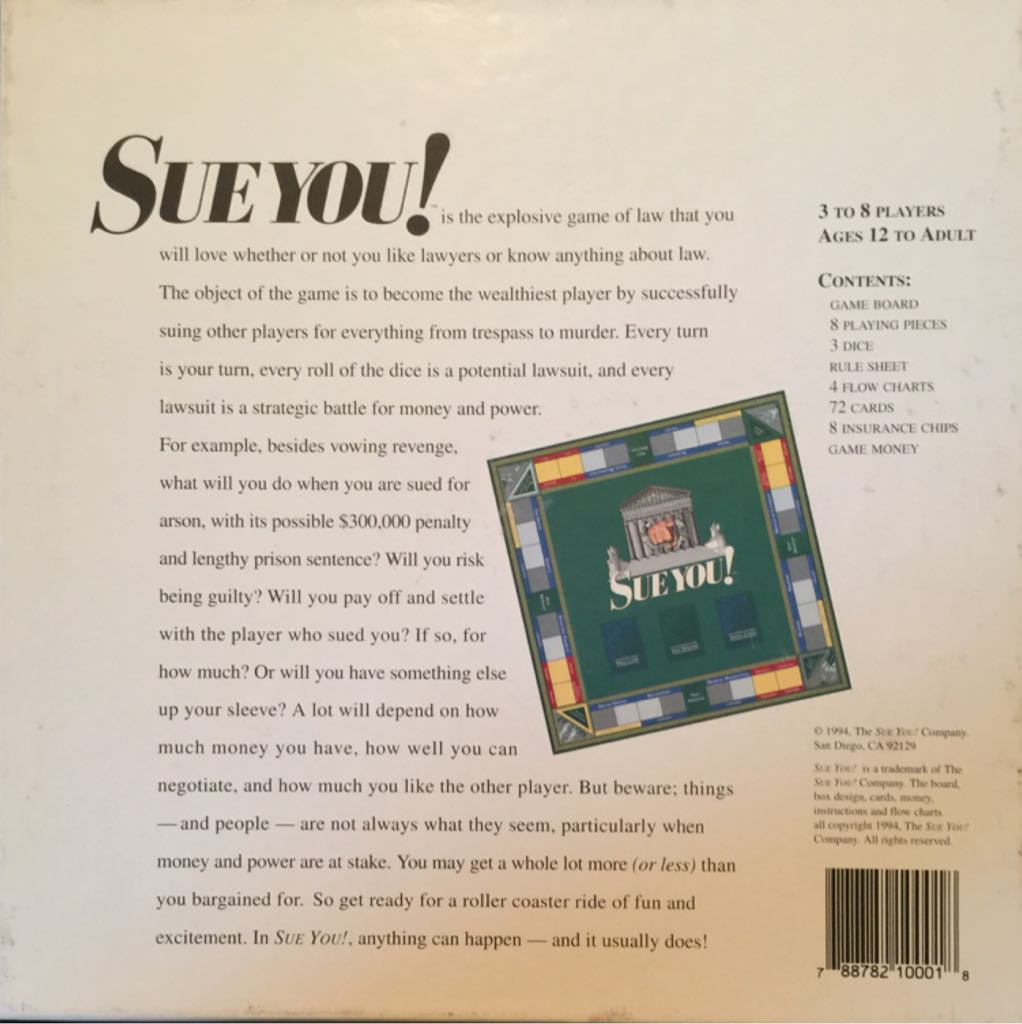 SUE YOU!™ is the explosive game of law that you
will love whether or not you like lawyers or know anything about law.
The object of the game is to become the wealthiest player by successfully
suing other players for everything from trespass to murder. Every turn
is your turn, every roll of the dice is a potential lawsuit, and every
lawsuit is a strategic battle for money and power.
For example, besides vowing revenge,
what will you do when you are sued for
arson, with its possible $300,000 penalty
and lengthy prison sentence? Will you risk
being guilty? Will you pay off and settle
with the player who sued you? If so, for
how much? Or will you have something else
up your sleeve? A lot will depend on how
much money you have, how well you can
negotiate, and how much you like the other player. But beware; things
— and people — are not always what they seem, particularly when
money and power are at stake. You may get a whole lot more (or less) than
you bargained for. So get ready for a roller coaster ride of fun and
excitement. In SUE YOU!, anything can happen — and it usually does!
SUE YOU!
3 TO 8 PLAYERS
AGES 12 TO ADULT
CONTENTS:
GAME BOARD
8 PLAYING PIECES
3 DICE
RULE SHEET
4 FLOW CHARTS
72 CARDS
8 INSURANCE CHIPS
GAME MONEY
© 1994, The SUE YOU! Company
San Diego, CA 92129
SUE YOU! is a trademark of The
SUE YOU! Company. The board,
box design, cards, money,
instructions and flow charts
all copyright 1994, The SUE YOU!
Company. All rights reserved.
7 88782 10001 8